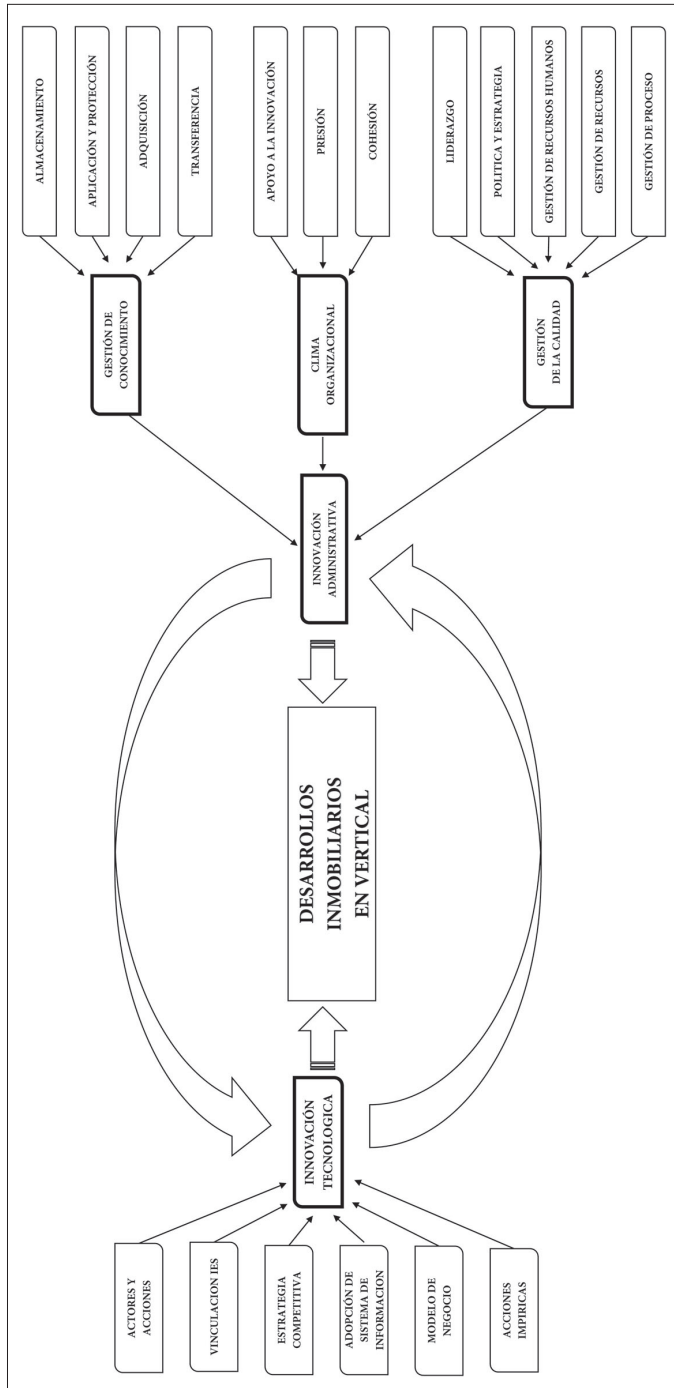 ACTORES Y
ACCIONES
VINCULACION IES
ESTRATEGIA
COMPETITIVA
ADOPCIÓN DE
SISTEMA DE
INFORMACION
MODELO DE
NEGOCIO
ACCIONES
IMPIRICAS
INNOVACIÓN
TECNOLOGICA
DESARROLLOS
INMOBILIARIOS
EN VERTICAL
INNOVACIÓN
ADMINISTRATIVA
GESTIÓN DE
CONOCIMIENTO
CLIMA
ORGANIZACIONAL
GESTIÓN
DE LA CALIDAD
ALMACENAMIENTO
APLICACIÓN Y PROTECCIÓN
ADQUISICIÓN
TRANSFERENCIA
APOYO A LA INNOVACIÓN
PRESIÓN
COHESIÓN
LIDERAZGO
POLITICA Y ESTRATEGIA
GESTIÓN DE RECURSOS HUMANOS
GESTIÓN DE RECURSOS
GESTIÓN DE PROCESO